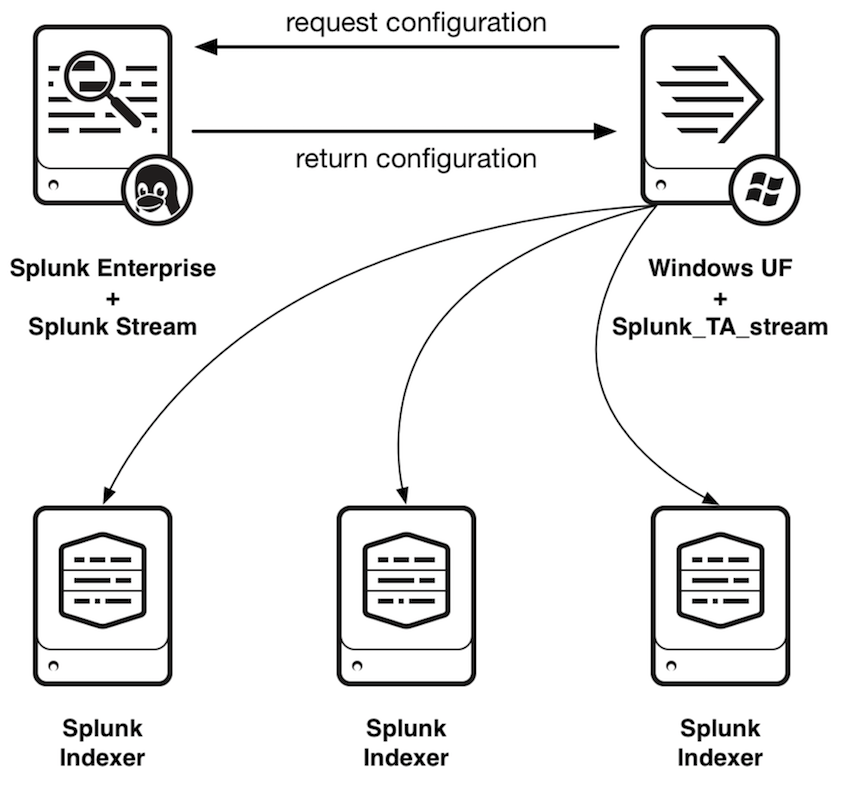 request configuration
return configuration
Splunk Enterprise
+
Splunk Stream
Windows UF
+
Splunk_TA_stream
Splunk
Indexer
Splunk
Indexer
Splunk
Indexer